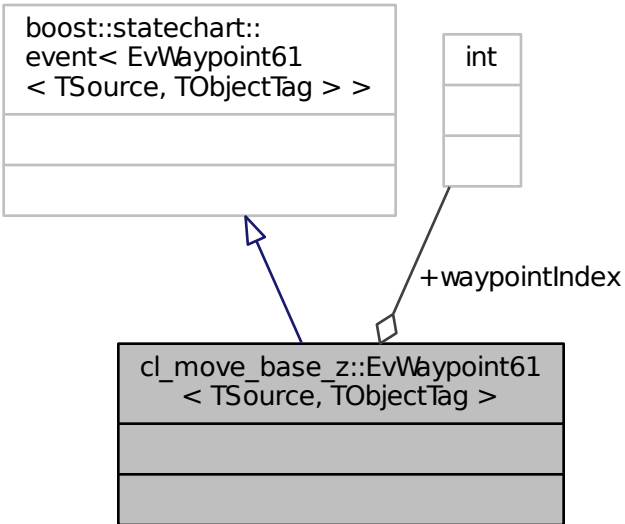 boost::statechart::
event< EvWaypoint61
< TSource, TObjectTag > >
int
+waypointIndex
cl_move_base_z::EvWaypoint61
< TSource, TObjectTag >